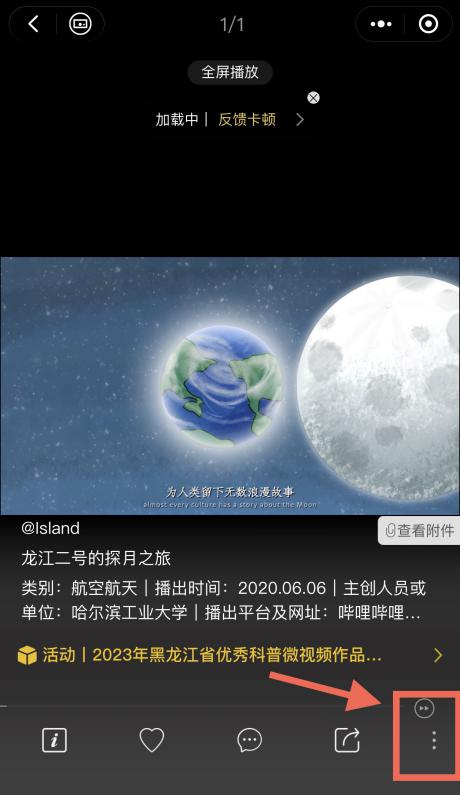 1/1
全屏播放
加载中｜反馈卡顿
为人类留下无数浪漫故事
almost every culture has a story about the Moon
@Island
查看附件
龙江二号的探月之旅
类别：航空航天｜播出时间：2020.06.06｜主创人员或
单位：哈尔滨工业大学｜播出平台及网址：哔哩哔哩...
活动｜2023年黑龙江省优秀科普微视频作品...